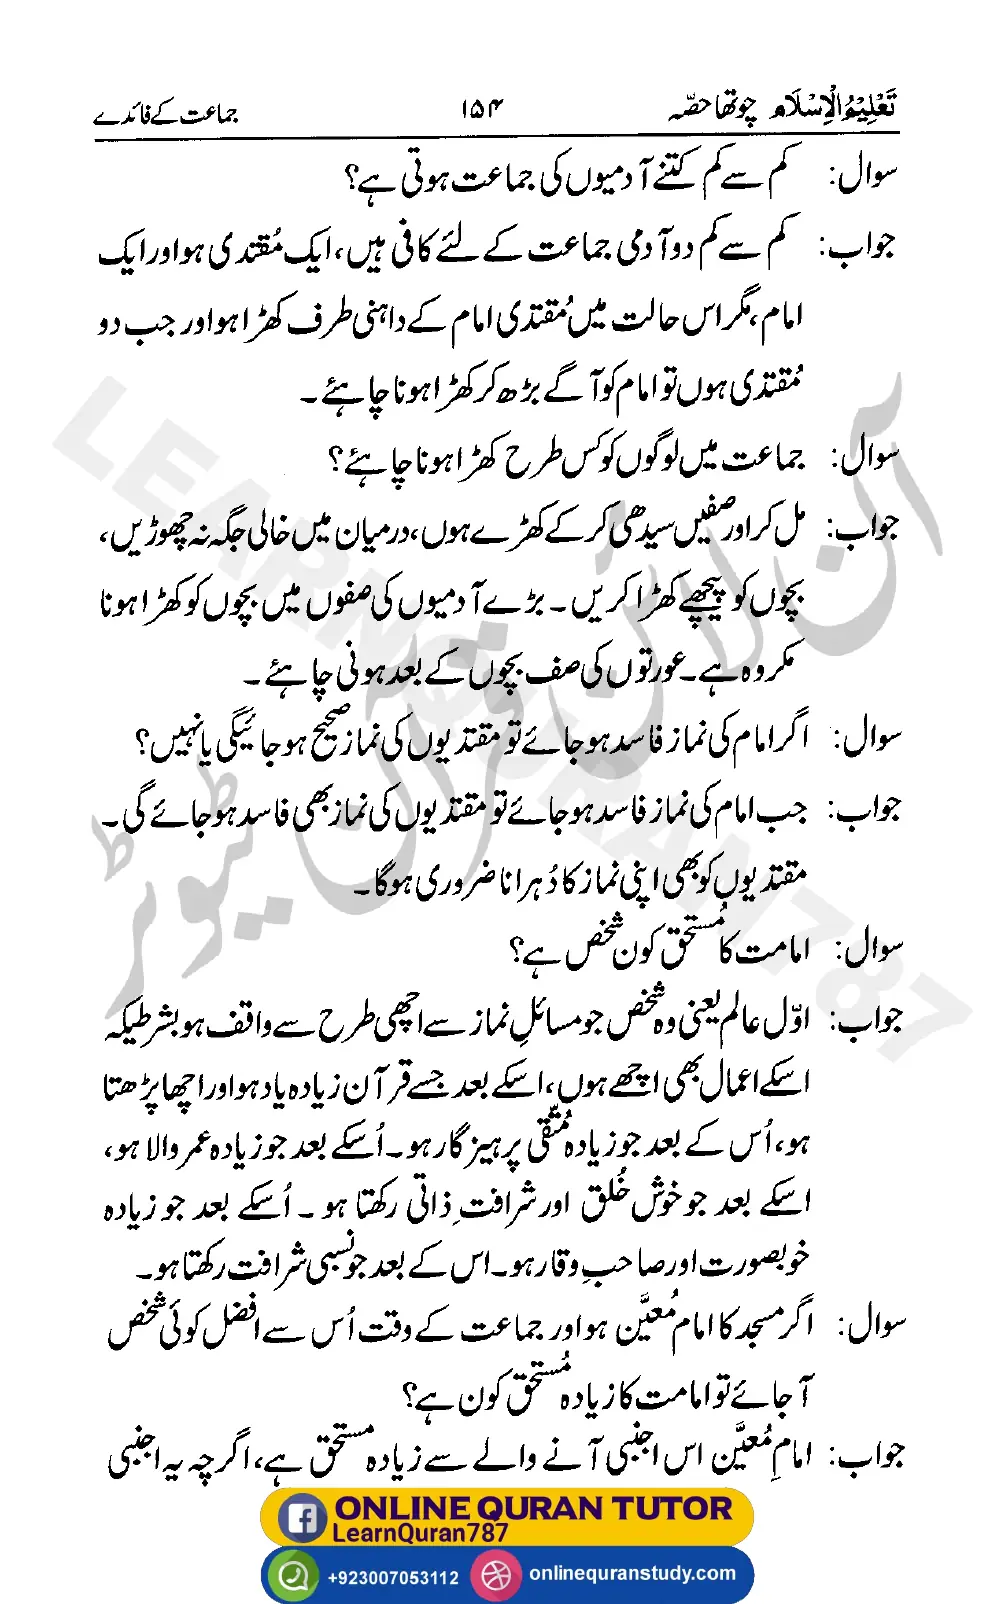 تَعْلِیْمُ الْاِسْلَام چوتھا حصّہ ۱۵۴ جماعت کے فائدے
سوال: کم سے کم کتنے آدمیوں کی جماعت ہوتی ہے؟
جواب: کم سے کم دو آدمی جماعت کے لئے کافی ہیں، ایک مُقتدی ہو اور ایک
امام، مگر اس حالت میں مُقتدی امام کے داہنی طرف کھڑا ہو اور جب دو
مُقتدی ہوں تو امام کو آگے بڑھ کر کھڑا ہونا چاہئے۔
سوال: جماعت میں لوگوں کو کس طرح کھڑا ہونا چاہئے؟
جواب: مل کر اور صفیں سیدھی کر کے کھڑے ہوں، درمیان میں خالی جگہ نہ چھوڑیں،
بچوں کو پیچھے کھڑا کریں۔ بڑے آدمیوں کی صفوں میں بچوں کو کھڑا ہونا
مکروہ ہے۔ عورتوں کی صف بچوں کے بعد ہونی چاہئے۔
سوال: اگر امام کی نماز فاسد ہو جائے تو مقتدیوں کی نماز صحیح ہو جائیگی یا نہیں؟
جواب: جب امام کی نماز فاسد ہو جائے تو مقتدیوں کی نماز بھی فاسد ہو جائے گی۔
مقتدیوں کو بھی اپنی نماز کا دُہرانا ضروری ہوگا۔
سوال: امامت کا مُستحق کون شخص ہے؟
جواب: اوّل عالم یعنی وہ شخص جو مسائلِ نماز سے اچھی طرح سے واقف ہو بشرطیکہ
اسکے اعمال بھی اچھے ہوں، اسکے بعد جسے قرآن زیادہ یاد ہو اور اچھا پڑھتا
ہو، اُس کے بعد جو زیادہ مُتّقی پرہیزگار ہو۔ اُسکے بعد جو زیادہ عمر والا ہو،
اسکے بعد جو خوش خُلق اور شرافتِ ذاتی رکھتا ہو۔ اُسکے بعد جو زیادہ
خوبصورت اور صاحبِ وقار ہو۔ اس کے بعد جو نسبی شرافت رکھتا ہو۔
سوال: اگر مسجد کا امام مُعیَّن ہو اور جماعت کے وقت اُس سے افضل کوئی شخص
آ جائے تو امامت کا زیادہ مُستحق کون ہے؟
جواب: امامِ مُعیَّن اس اجنبی آنے والے سے زیادہ مستحق ہے، اگرچہ یہ اجنبی
آن لائن قرآن ٹیوٹر
LEARNQURAN787
ONLINE QURAN TUTOR
LearnQuran787
+923007053112 onlinequranstudy.com